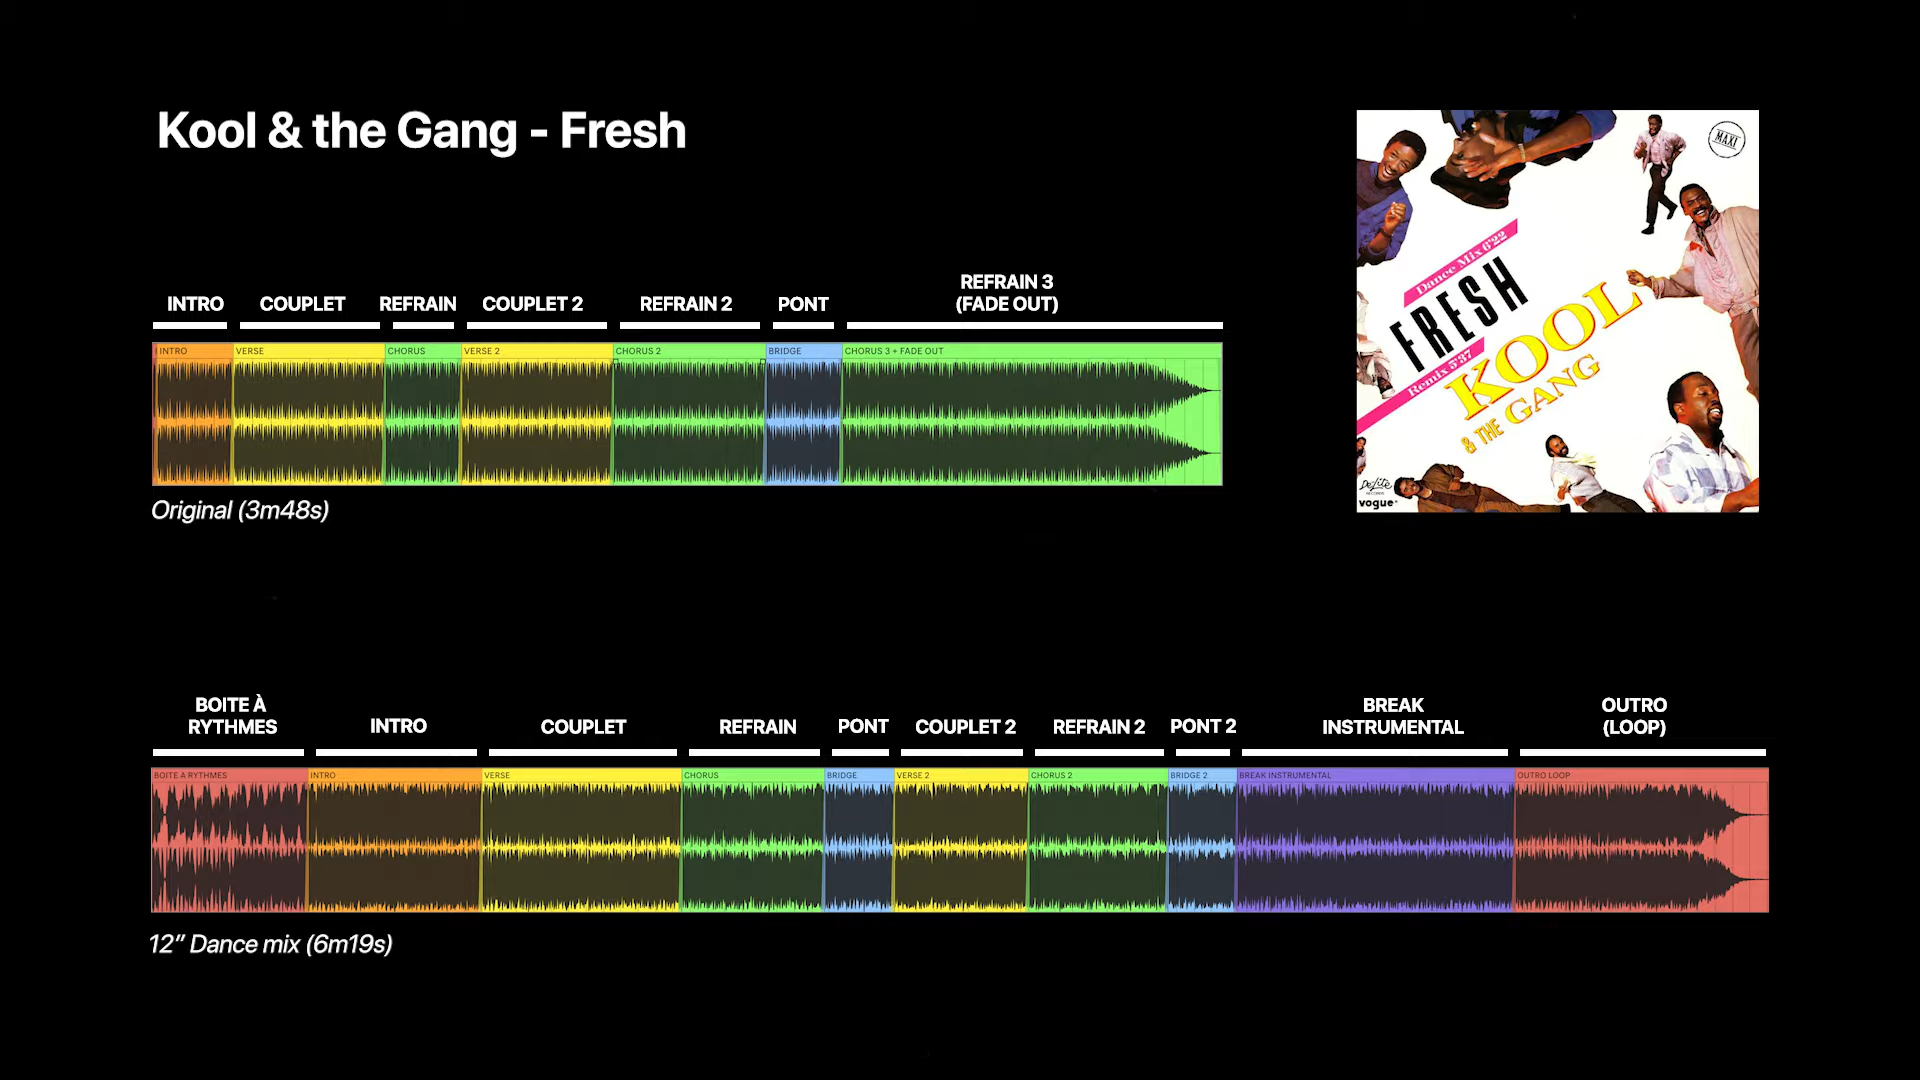 Kool & the Gang - Fresh
INTRO
COUPLET
REFRAIN
COUPLET 2
REFRAIN 2
PONT
REFRAIN 3
(FADE OUT)
INTRO
VERSE
CHORUS
VERSE 2
CHORUS 2
BRIDGE
CHORUS 3 + FADE OUT
Original (3m48s)
MAXI
Dance Mix 6'22
FRESH
Remix 5'37
KOOL
& THE GANG
De-Lite
RECORDS
vogue
BOITE À
RYTHMES
INTRO
COUPLET
REFRAIN
PONT
COUPLET 2
REFRAIN 2
PONT 2
BREAK
INSTRUMENTAL
OUTRO
(LOOP)
BOITE A RYTHMES
INTRO
VERSE
CHORUS
BRIDGE
VERSE 2
CHORUS 2
BRIDGE 2
BREAK INSTRUMENTAL
OUTRO LOOP
12” Dance mix (6m19s)